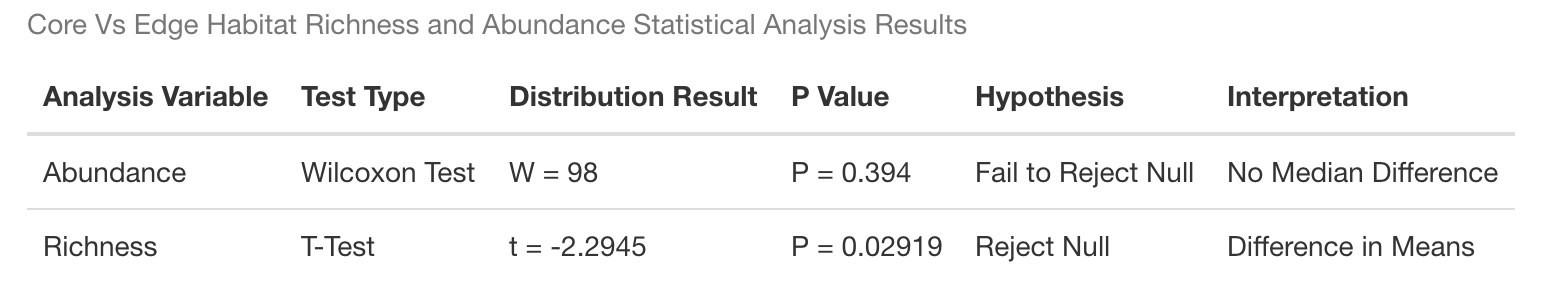 Core Vs Edge Habitat Richness and Abundance Statistical Analysis Results
Analysis Variable Test Type Distribution Result P Value Hypothesis Interpretation
Abundance Wilcoxon Test W = 98 P = 0.394 Fail to Reject Null No Median Difference
Richness T-Test t = -2.2945 P = 0.02919 Reject Null Difference in Means